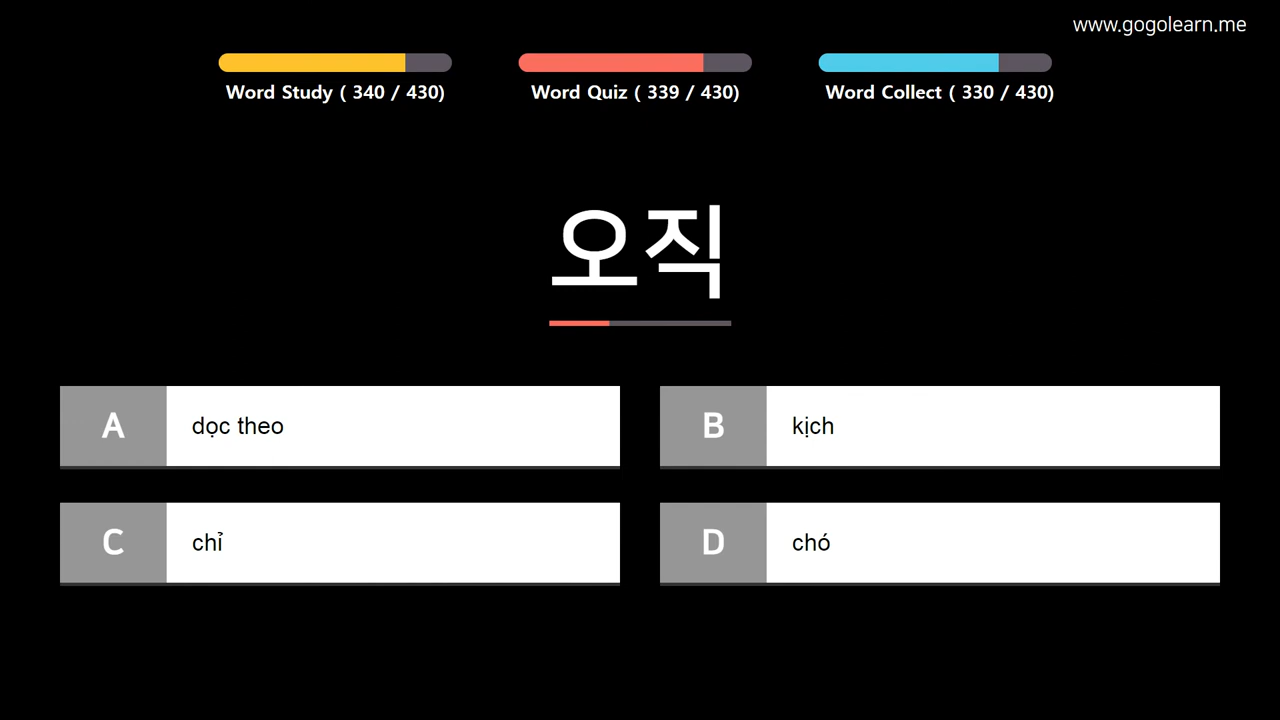 www.gogolearn.me
Word Study ( 340 / 430)
Word Quiz ( 339 / 430)
Word Collect ( 330 / 430)
오직
A dọc theo
B kịch
C chỉ
D chó